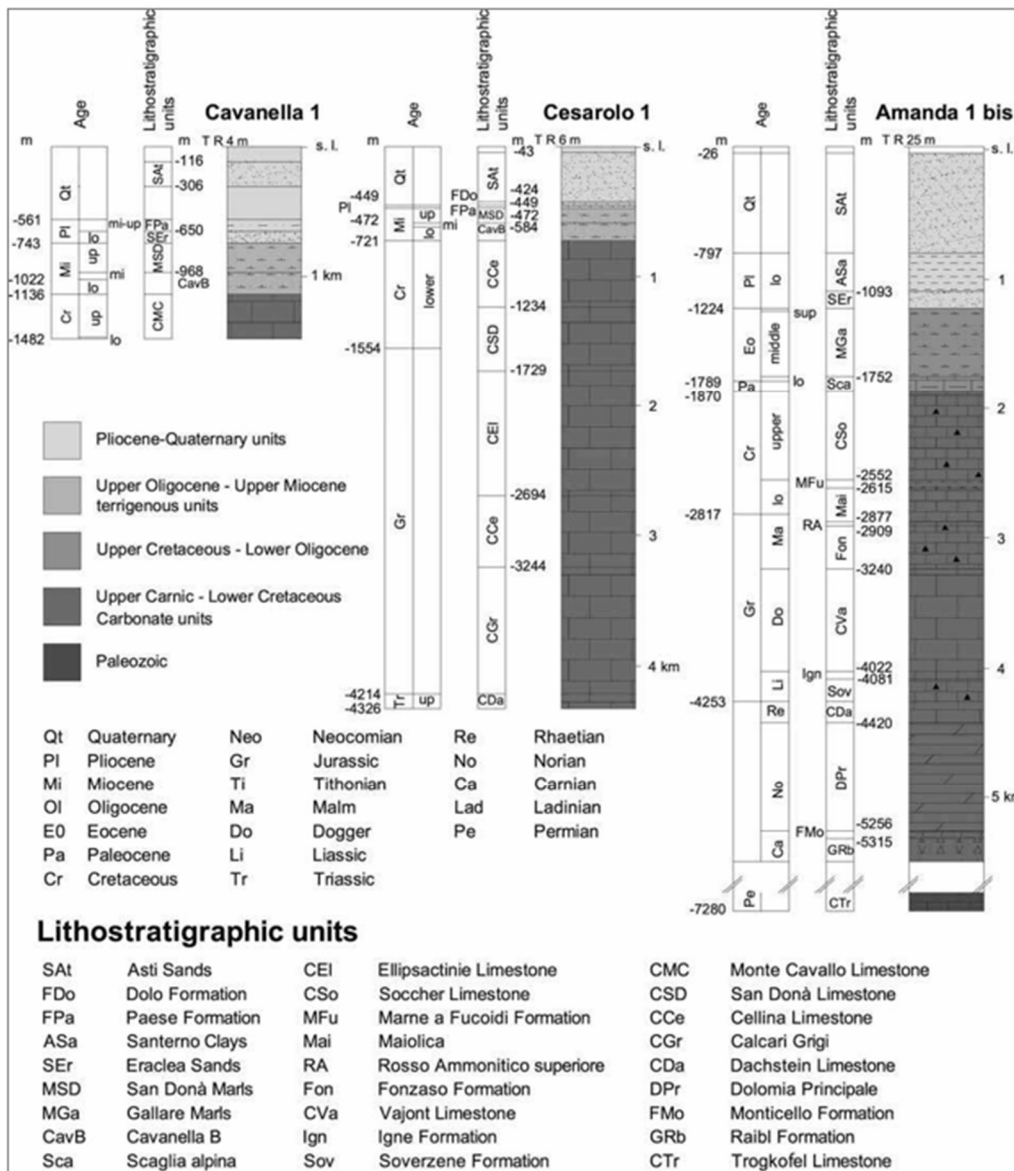 Age
Lithostratigraphic units
Cavanella 1
m
m
T R 4 m
s. l.
Qt
Pl
Mi
Cr
-561
-743
-1022
-1136
-1482
lo
up
lo
up
mi-up
mi
lo
SAt
FPa
SEr
MSD
CavB
CMC
-116
-306
-650
-968
1 km
Age
Lithostratigraphic units
Cesarolo 1
m
m
T R 6 m
s. l.
Qt
Pl
Mi
Cr
Gr
Tr
-449
-472
-721
-1554
-4214
-4326
up
lo
lower
up
mi
FDo
FPa
SAt
MSD
CavB
CCe
CSD
CEl
CCe
CGr
CDa
-43
-424
-449
-472
-584
-1234
-1729
-2694
-3244
1
2
3
4 km
Age
Lithostratigraphic units
Amanda 1 bis
m
m
T R 25 m
s. l.
-26
-797
-1224
-1789
-1870
-2817
-4253
-7280
Qt
Pl
Eo
Pa
Cr
Gr
Pe
lo
middle
upper
lo
Ma
Do
Li
Re
No
Ca
sup
lo
MFu
RA
Ign
FMo
SAt
ASa
SEr
MGa
Sca
CSo
Mai
Fon
CVa
Sov
CDa
DPr
GRb
CTr
-1093
-1752
-2552
-2615
-2877
-2909
-3240
-4022
-4081
-4420
-5256
-5315
1
2
3
4
5 km
Pliocene-Quaternary units
Upper Oligocene - Upper Miocene
terrigenous units
Upper Cretaceous - Lower Oligocene
Upper Carnic - Lower Cretaceous
Carbonate units
Paleozoic
Qt Quaternary Neo Neocomian Re Rhaetian
Pl Pliocene Gr Jurassic No Norian
Mi Miocene Ti Tithonian Ca Carnian
Ol Oligocene Ma Malm Lad Ladinian
E0 Eocene Do Dogger Pe Permian
Pa Paleocene Li Liassic
Cr Cretaceous Tr Triassic
Lithostratigraphic units
SAt Asti Sands CEl Ellipsactinie Limestone CMC Monte Cavallo Limestone
FDo Dolo Formation CSo Soccher Limestone CSD San Donà Limestone
FPa Paese Formation MFu Marne a Fucoidi Formation CCe Cellina Limestone
ASa Santerno Clays Mai Maiolica CGr Calcari Grigi
SEr Eraclea Sands RA Rosso Ammonitico superiore CDa Dachstein Limestone
MSD San Donà Marls Fon Fonzaso Formation DPr Dolomia Principale
MGa Gallare Marls CVa Vajont Limestone FMo Monticello Formation
CavB Cavanella B Ign Igne Formation GRb Raibl Formation
Sca Scaglia alpina Sov Soverzene Formation CTr Trogkofel Limestone